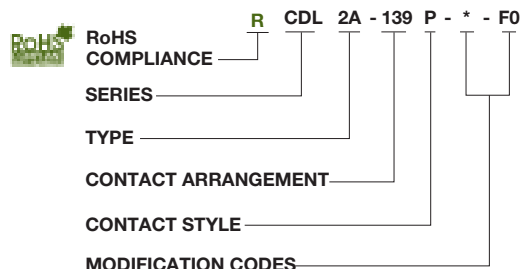 R CDL 2A - 139 P - * - F0
RoHS
RoHS
COMPLIANCE
SERIES
TYPE
CONTACT ARRANGEMENT
CONTACT STYLE
MODIFICATION CODES